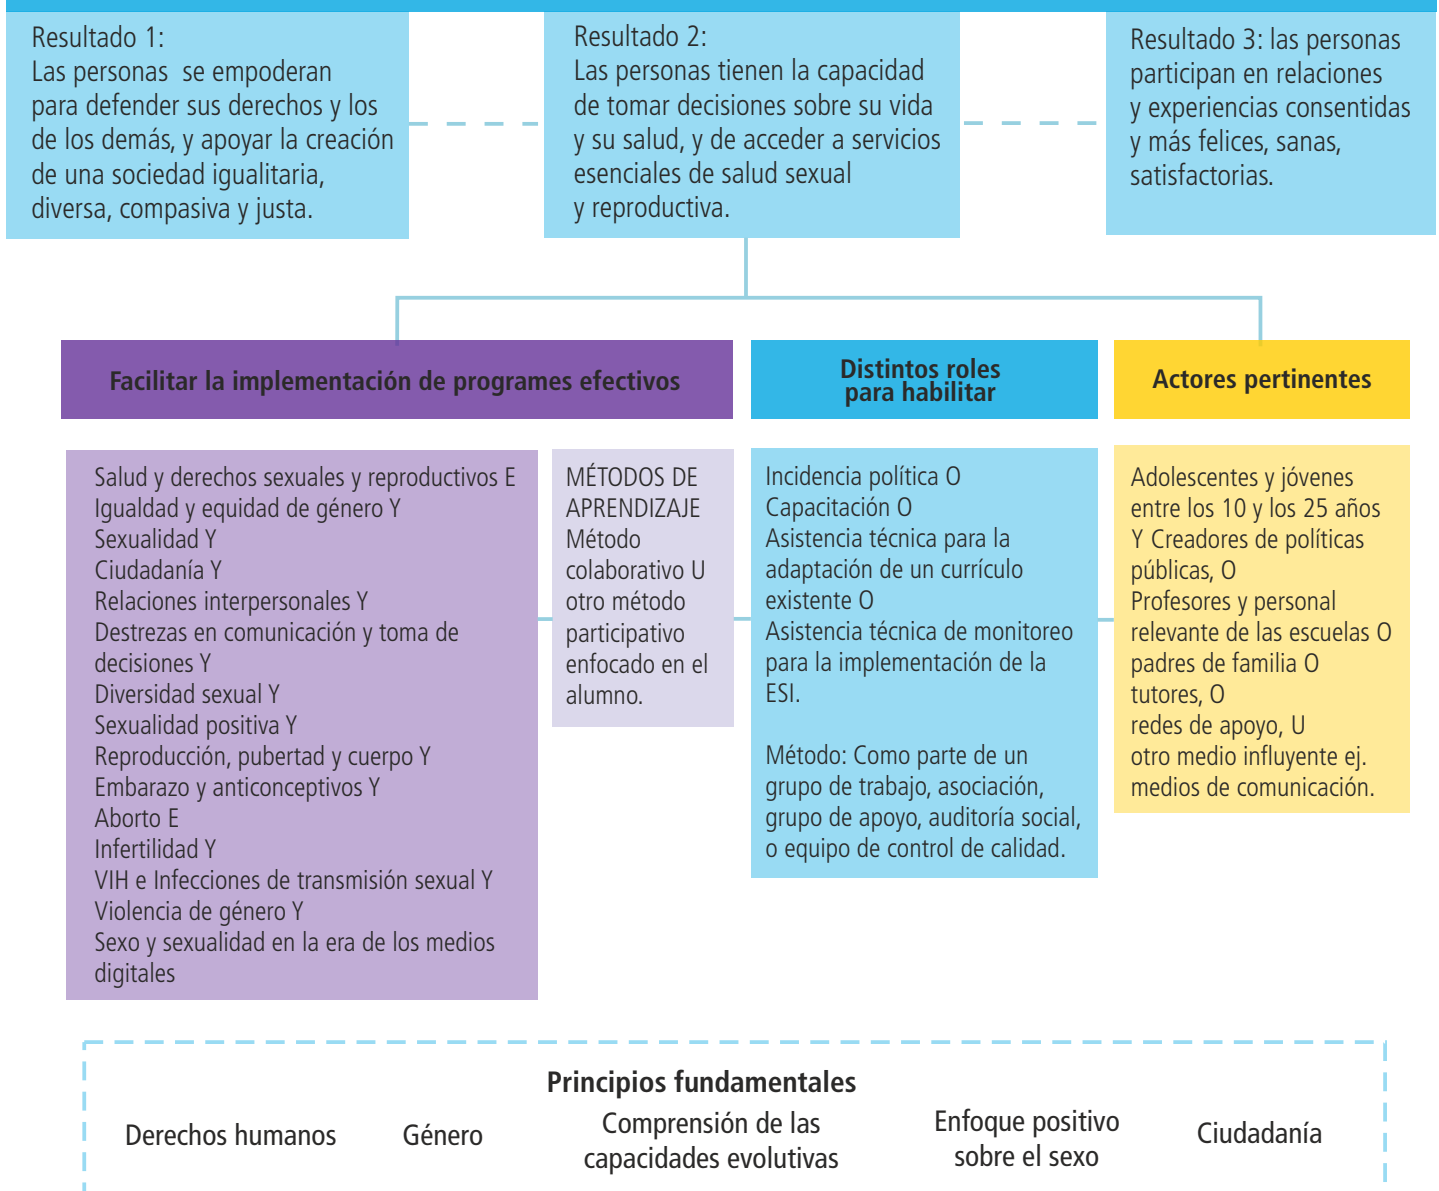 Resultado 1:
Las personas se empoderan
para defender sus derechos y los
de los demás, y apoyar la creación
de una sociedad igualitaria,
diversa, compasiva y justa.
Resultado 2:
Las personas tienen la capacidad
de tomar decisiones sobre su vida
y su salud, y de acceder a servicios
esenciales de salud sexual
y reproductiva.
Resultado 3: las personas
participan en relaciones
y experiencias consentidas
y más felices, sanas,
satisfactorias.
Facilitar la implementación de programes efectivos
Distintos roles
para habilitar
Actores pertinentes
Salud y derechos sexuales y reproductivos E
Igualdad y equidad de género Y
Sexualidad Y
Ciudadanía Y
Relaciones interpersonales Y
Destrezas en comunicación y toma de
decisiones Y
Diversidad sexual Y
Sexualidad positiva Y
Reproducción, pubertad y cuerpo Y
Embarazo y anticonceptivos Y
Aborto E
Infertilidad Y
VIH e Infecciones de transmisión sexual Y
Violencia de género Y
Sexo y sexualidad en la era de los medios
digitales
MÉTODOS DE
APRENDIZAJE
Método
colaborativo U
otro método
participativo
enfocado en el
alumno.
Incidencia política O
Capacitación O
Asistencia técnica para la
adaptación de un currículo
existente O
Asistencia técnica de monitoreo
para la implementación de la
ESI.
Método: Como parte de un
grupo de trabajo, asociación,
grupo de apoyo, auditoría social,
o equipo de control de calidad.
Adolescentes y jóvenes
entre los 10 y los 25 años
Y Creadores de políticas
públicas, O
Profesores y personal
relevante de las escuelas O
padres de familia O
tutores, O
redes de apoyo, U
otro medio influyente ej.
medios de comunicación.
Principios fundamentales
Derechos humanos
Género
Comprensión de las
capacidades evolutivas
Enfoque positivo
sobre el sexo
Ciudadanía